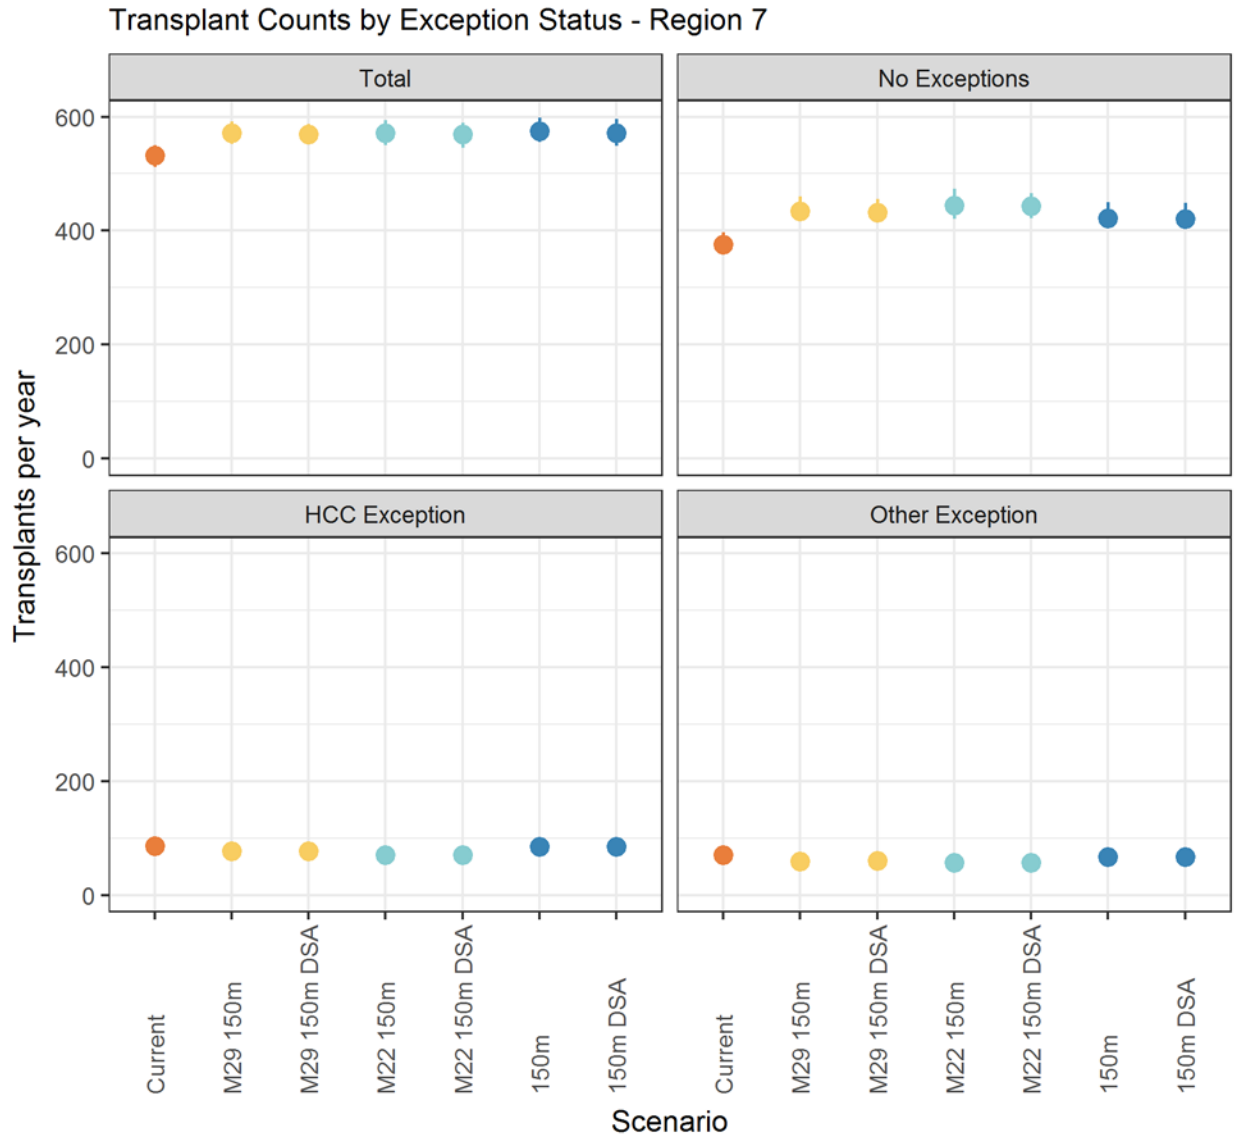 Transplant Counts by Exception Status - Region 7
Total
No Exceptions
600
400
200
0
HCC Exception
Other Exception
600
400
200
0
Transplants per year
Current
M29 150m
M29 150m DSA
M22 150m
M22 150m DSA
150m
150m DSA
Current
M29 150m
M29 150m DSA
M22 150m
M22 150m DSA
150m
150m DSA
Scenario